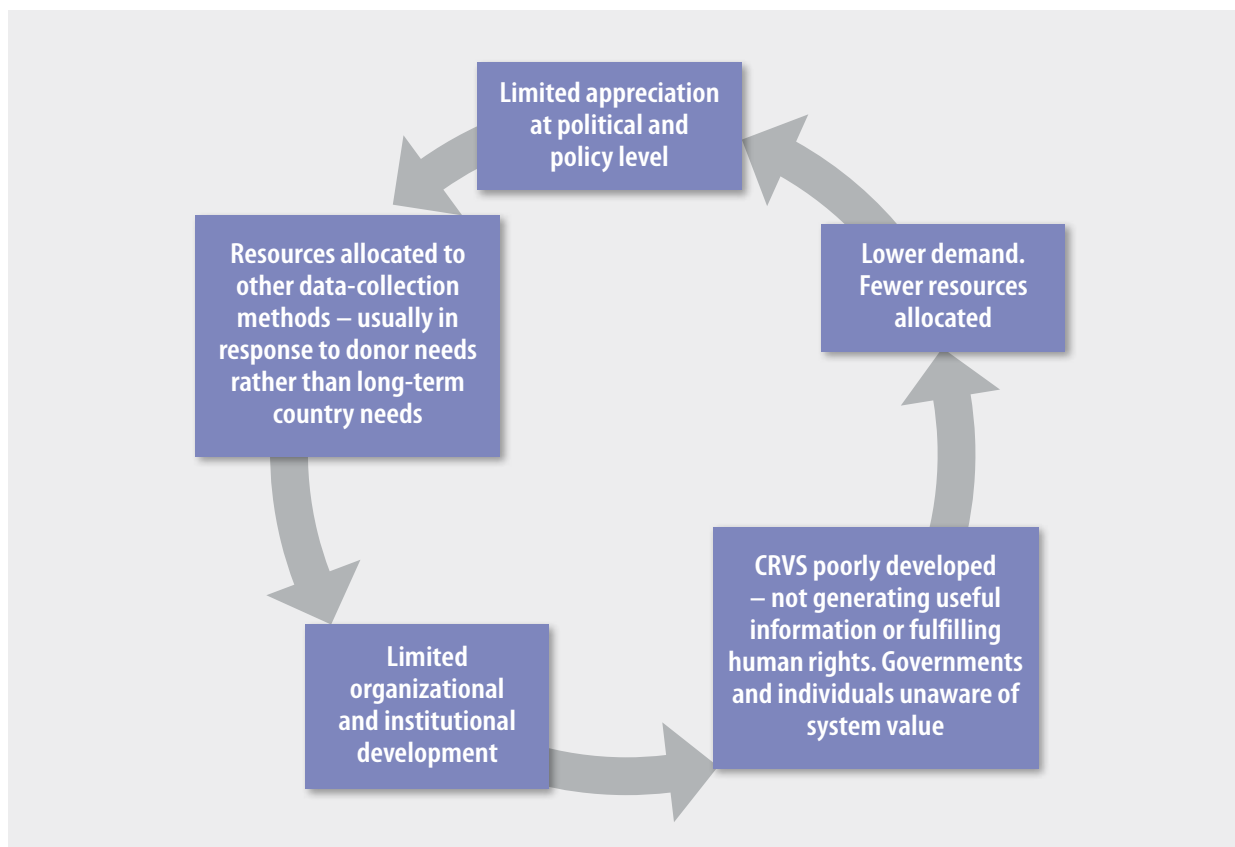 Limited appreciation
at political and
policy level
Resources allocated to
other data-collection
methods – usually in
response to donor needs
rather than long-term
country needs
Limited
organizational
and institutional
development
CRVS poorly developed
– not generating useful
information or fulfilling
human rights. Governments
and individuals unaware of
system value
Lower demand.
Fewer resources
allocated